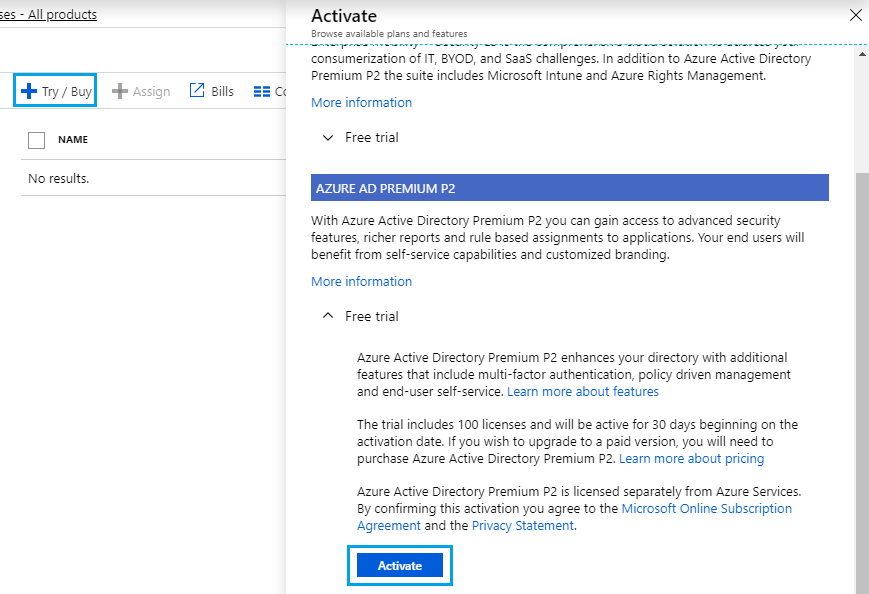 ses - All products
Try / Buy
Assign
Bills
NAME
No results.
Activate
Browse available plans and features
consumerization of IT, BYOD, and SaaS challenges. In addition to Azure Active Directory
Premium P2 the suite includes Microsoft Intune and Azure Rights Management.
More information
Free trial
AZURE AD PREMIUM P2
With Azure Active Directory Premium P2 you can gain access to advanced security
features, richer reports and rule based assignments to applications. Your end users will
benefit from self-service capabilities and customized branding.
More information
Free trial
Azure Active Directory Premium P2 enhances your directory with additional
features that include multi-factor authentication, policy driven management
and end-user self-service. Learn more about features
The trial includes 100 licenses and will be active for 30 days beginning on the
activation date. If you wish to upgrade to a paid version, you will need to
purchase Azure Active Directory Premium P2. Learn more about pricing
Azure Active Directory Premium P2 is licensed separately from Azure Services.
By confirming this activation you agree to the Microsoft Online Subscription
Agreement and the Privacy Statement.
Activate